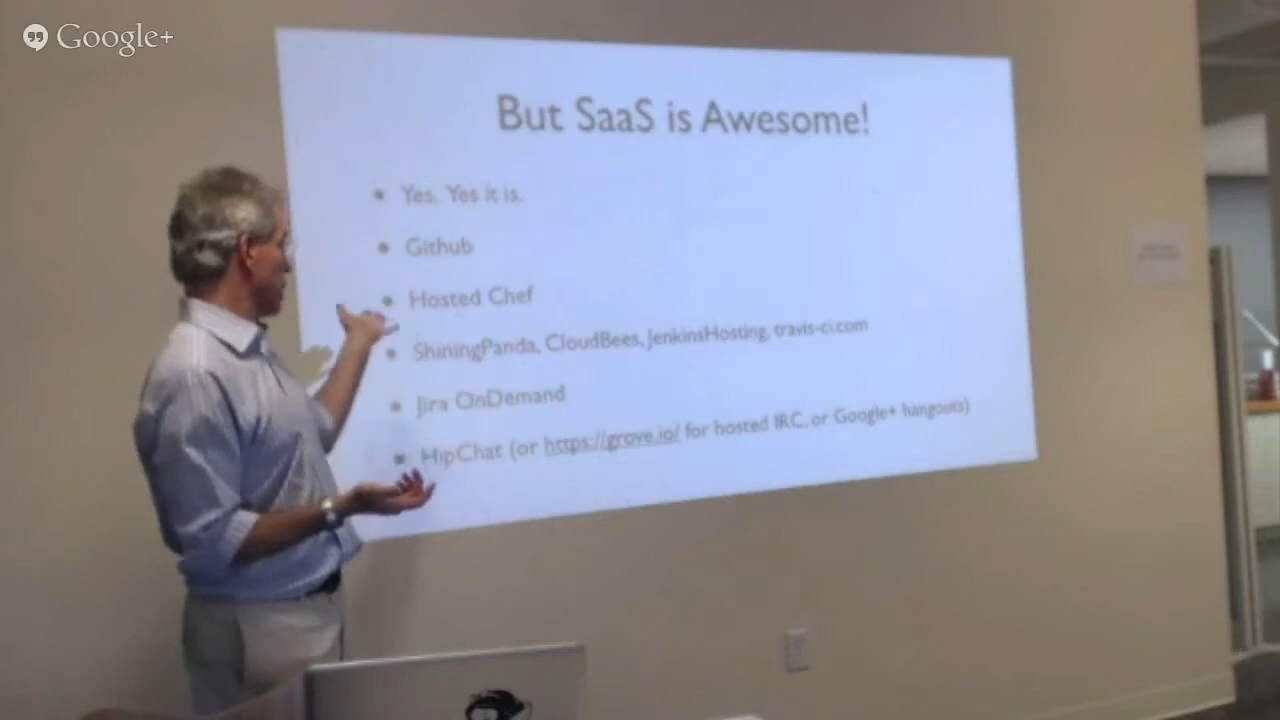 Google+
But SaaS is Awesome!
Yes. Yes it is.
Github
Hosted Chef
ShiningPanda, CloudBees, JenkinsHosting, travis-ci.com
Jira OnDemand
HipChat (or https://grove.io/ for hosted IRC, or Google+ hangouts)